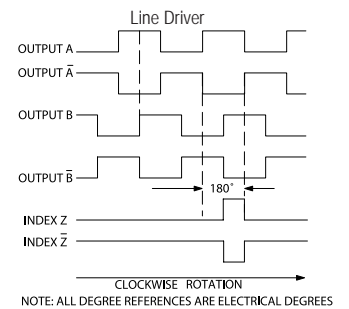 Line Driver
OUTPUT A
OUTPUT A̅
OUTPUT B
OUTPUT B̅
180°
INDEX Z
INDEX Z̅
CLOCKWISE ROTATION
NOTE: ALL DEGREE REFERENCES ARE ELECTRICAL DEGREES